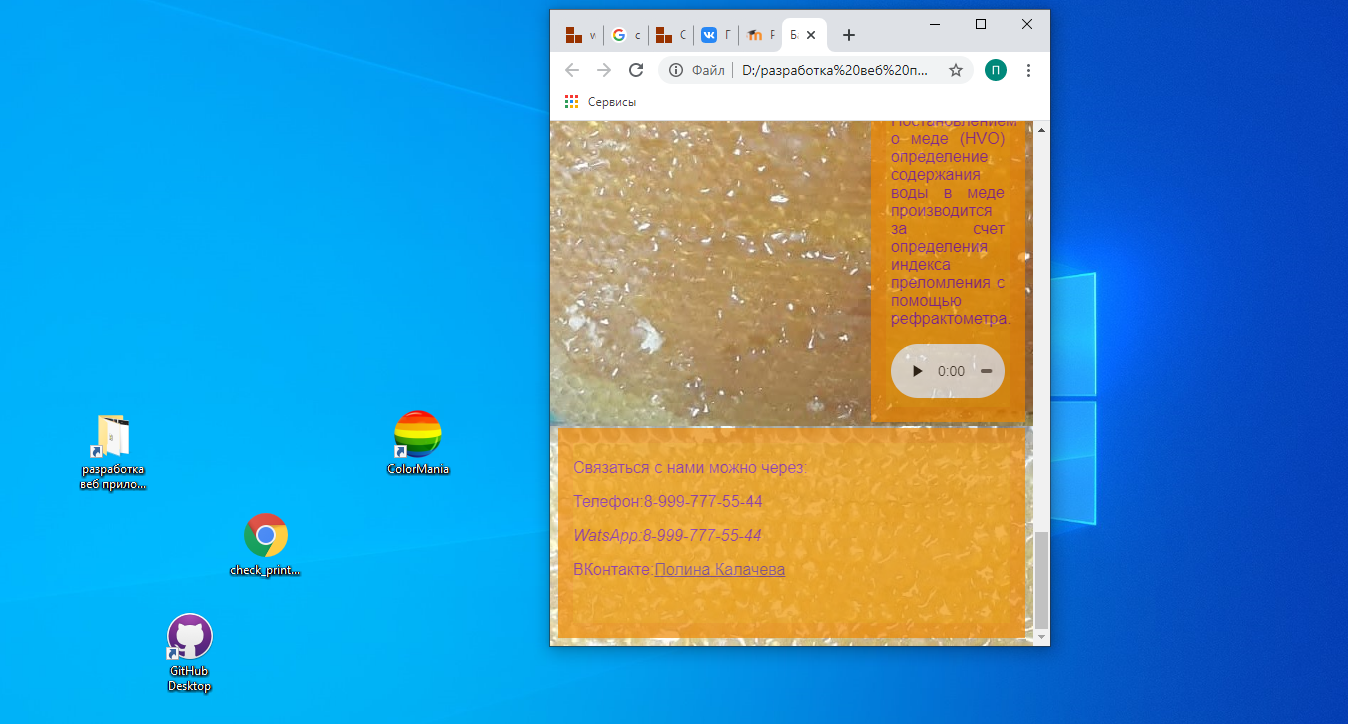 Файл
D:/разработка%20веб%20п...
П
Сервисы
Постановлением
о меде (HVO)
определение
содержания
воды в меде
производится
за счет
определения
индекса
преломления с
помощью
рефрактометра.
0:00
Связаться с нами можно через:
Телефон:8-999-777-55-44
WatsApp:8-999-777-55-44
ВКонтакте:Полина Калачева
разработка
веб прило...
ColorMania
check_print...
GitHub
Desktop